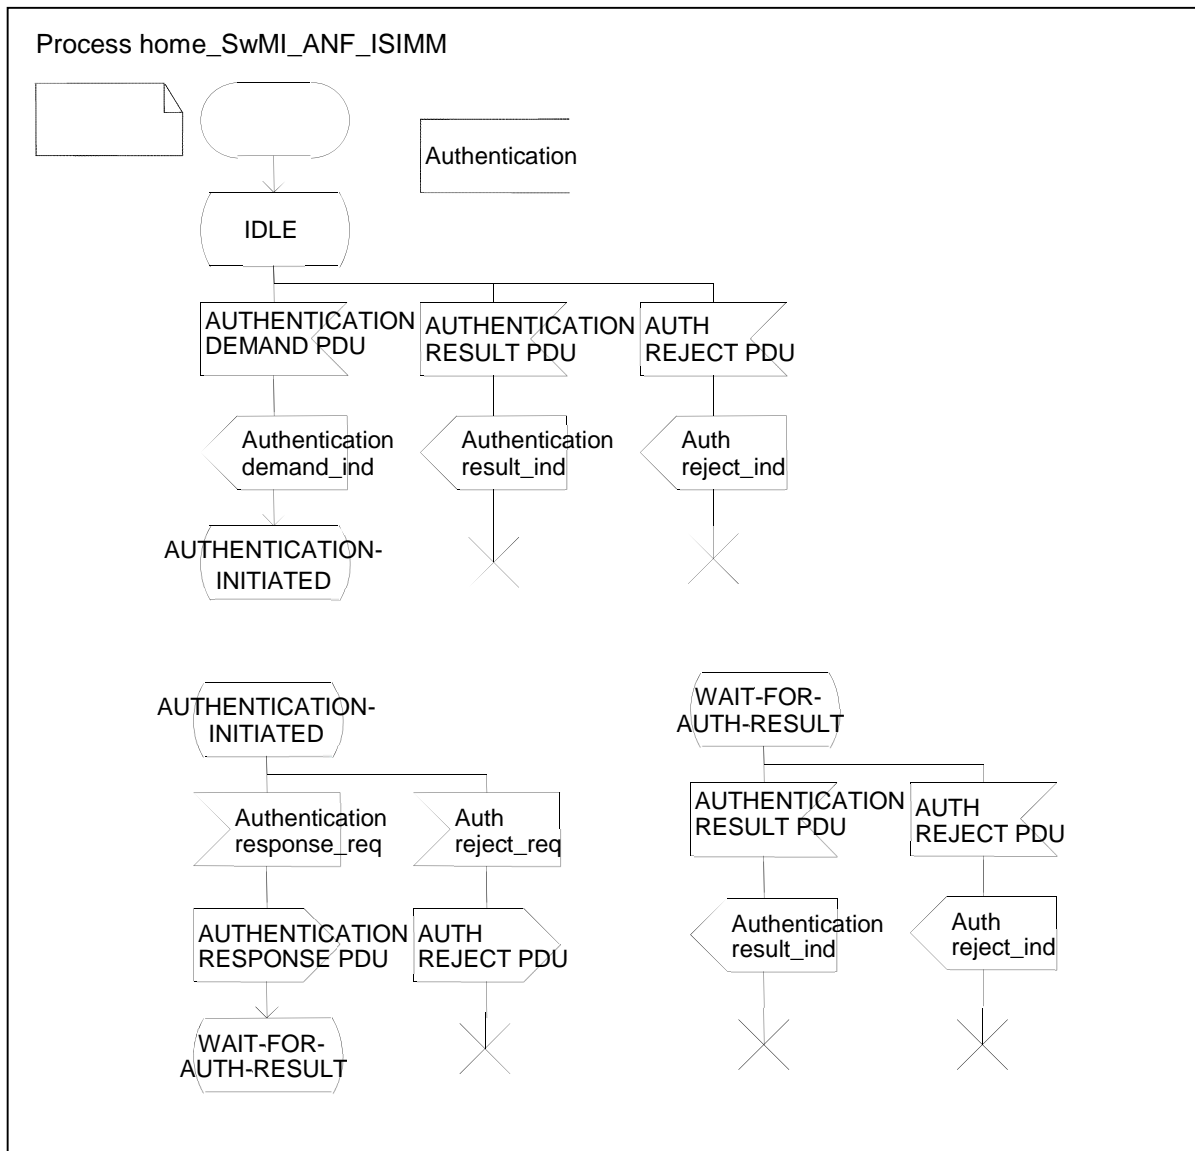 Process home_SwMI_ANF_ISIMM
Authentication
IDLE
AUTHENTICATION
DEMAND PDU
AUTHENTICATION
RESULT PDU
AUTH
REJECT PDU
Authentication
demand_ind
Authentication
result_ind
Auth
reject_ind
AUTHENTICATION-
INITIATED
AUTHENTICATION-
INITIATED
Authentication
response_req
Auth
reject_req
AUTHENTICATION
RESPONSE PDU
AUTH
REJECT PDU
WAIT-FOR-
AUTH-RESULT
WAIT-FOR-
AUTH-RESULT
AUTHENTICATION
RESULT PDU
AUTH
REJECT PDU
Authentication
result_ind
Auth
reject_ind